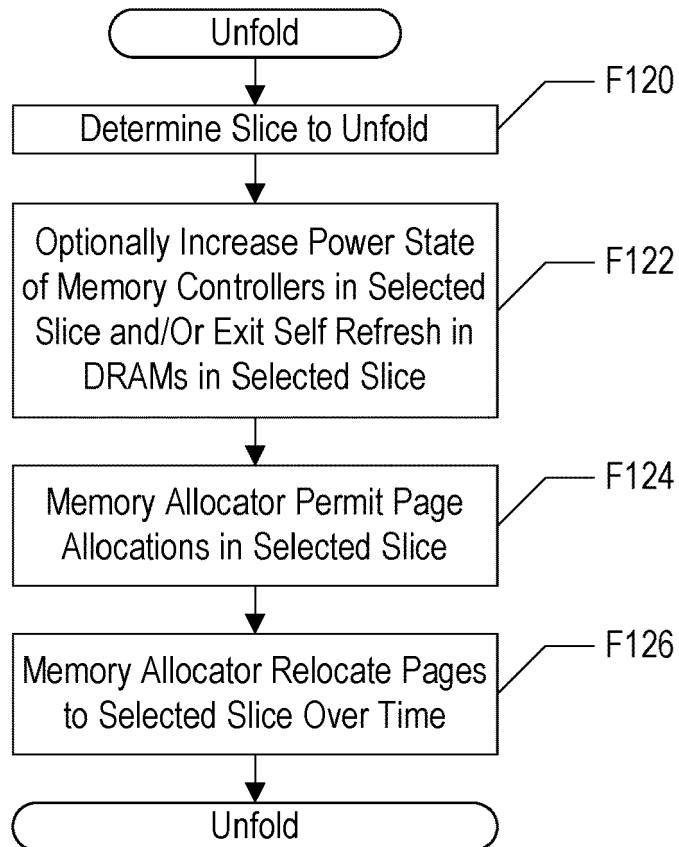 Unfold
F120
Determine Slice to Unfold
F122
Optionally Increase Power State
of Memory Controllers in Selected
Slice and/Or Exit Self Refresh in
DRAMs in Selected Slice
F124
Memory Allocator Permit Page
Allocations in Selected Slice
F126
Memory Allocator Relocate Pages
to Selected Slice Over Time
Unfold